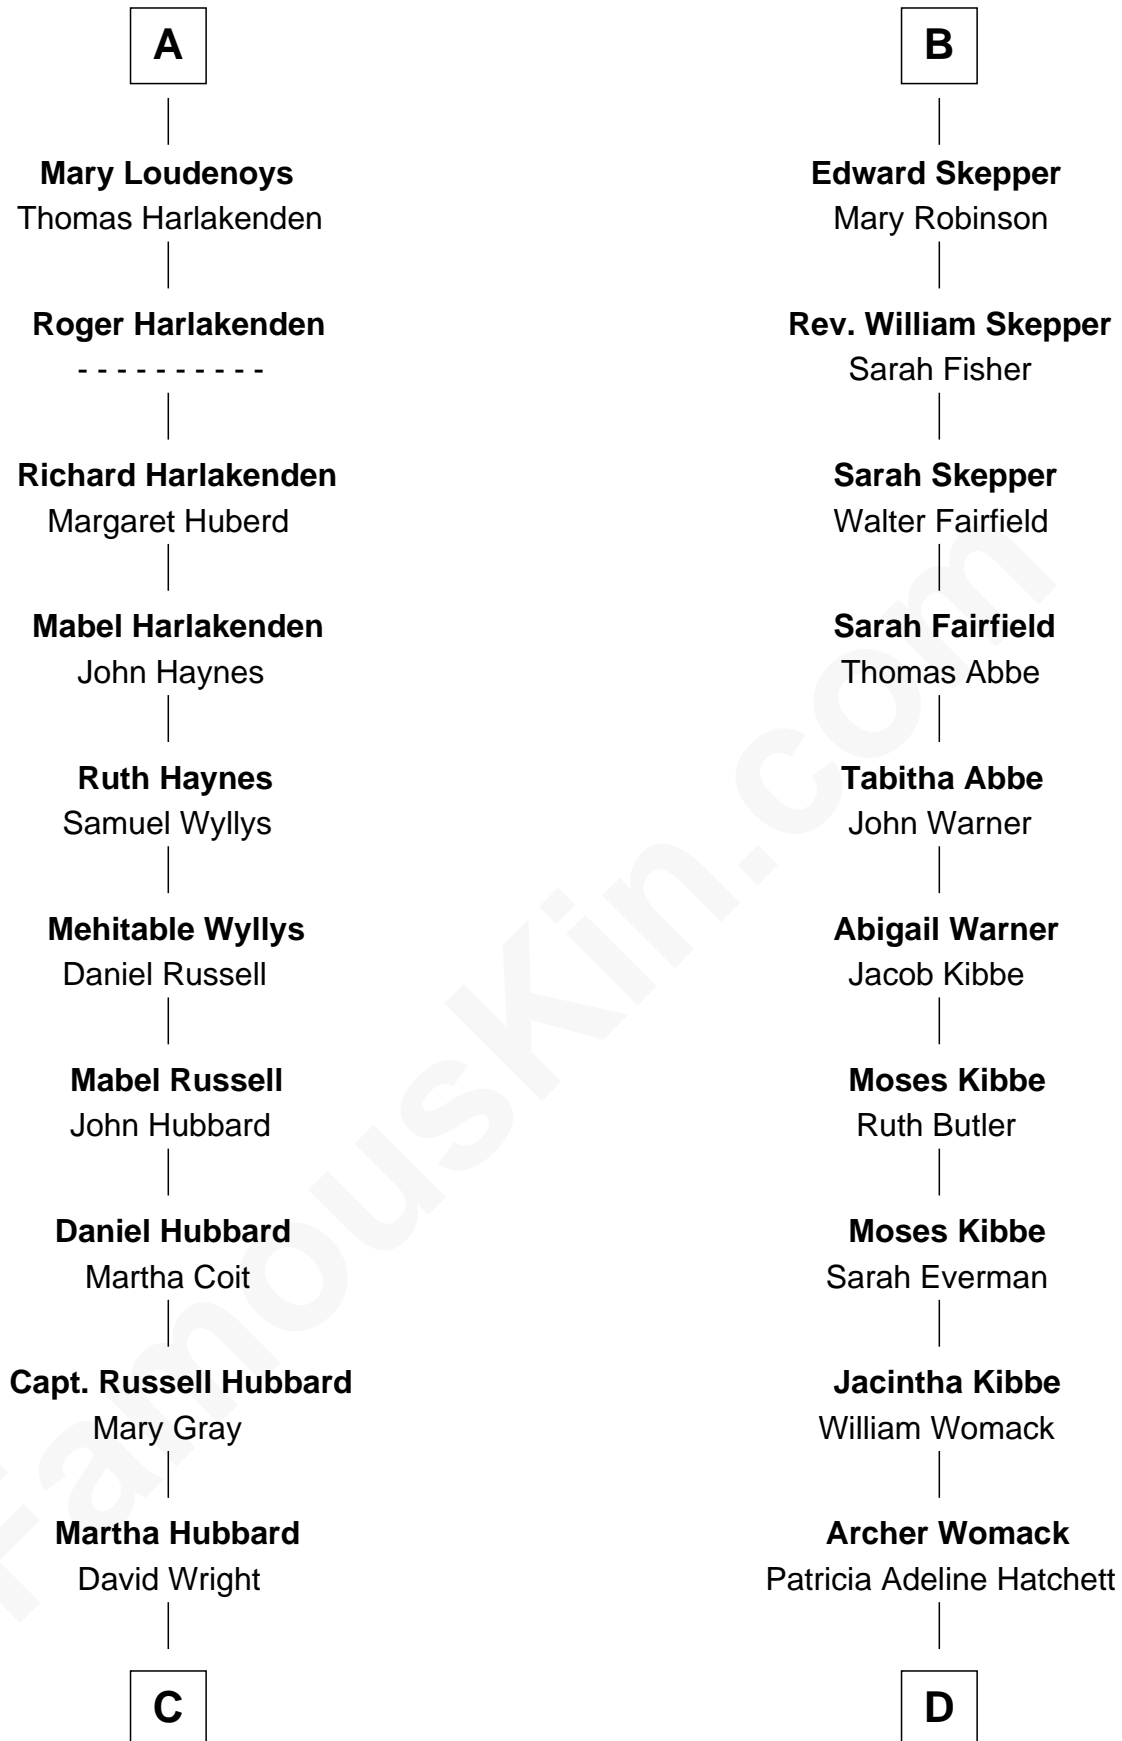 A
Mary Loudenoys
Thomas Harlakenden
Roger Harlakenden
- - - - - - - - - -
Richard Harlakenden
Margaret Huberd
Mabel Harlakenden
John Haynes
Ruth Haynes
Samuel Wyllys
Mehitable Wyllys
Daniel Russell
Mabel Russell
John Hubbard
Daniel Hubbard
Martha Coit
Capt. Russell Hubbard
Mary Gray
Martha Hubbard
David Wright
C
B
Edward Skepper
Mary Robinson
Rev. William Skepper
Sarah Fisher
Sarah Skepper
Walter Fairfield
Sarah Fairfield
Thomas Abbe
Tabitha Abbe
John Warner
Abigail Warner
Jacob Kibbe
Moses Kibbe
Ruth Butler
Moses Kibbe
Sarah Everman
Jacintha Kibbe
William Womack
Archer Womack
Patricia Adeline Hatchett
D
FamousKin.com